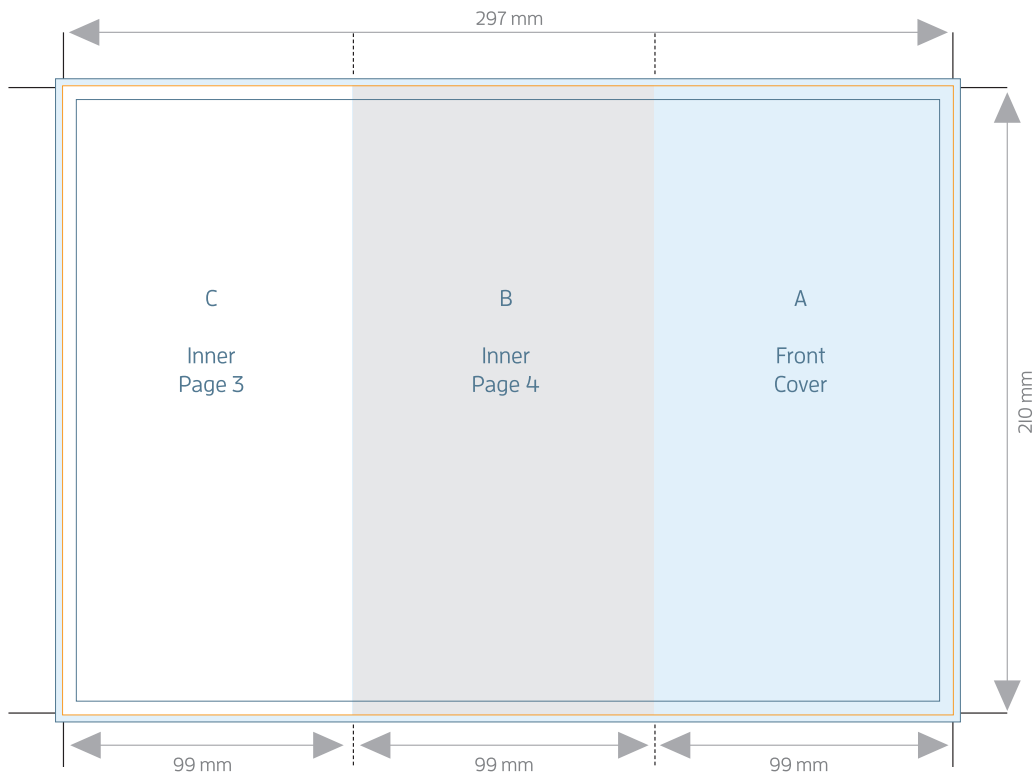 297 mm
C
Inner
Page 3
B
Inner
Page 4
A
Front
Cover
210 mm
99 mm
99 mm
99 mm